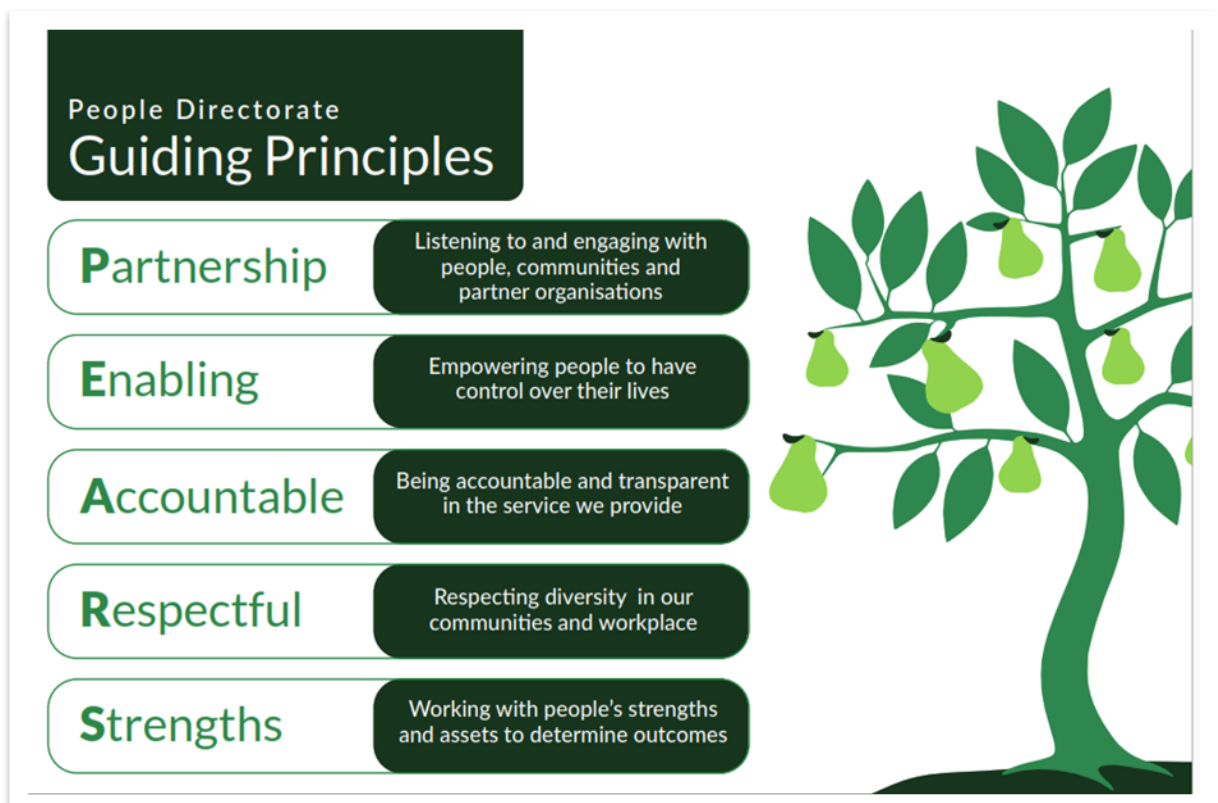 People Directorate
Guiding Principles
Partnership
Listening to and engaging with
people, communities and
partner organisations
Enabling
Empowering people to have
control over their lives
Accountable
Being accountable and transparent
in the service we provide
Respectful
Respecting diversity in our
communities and workplace
Strengths
Working with people’s strengths
and assets to determine outcomes